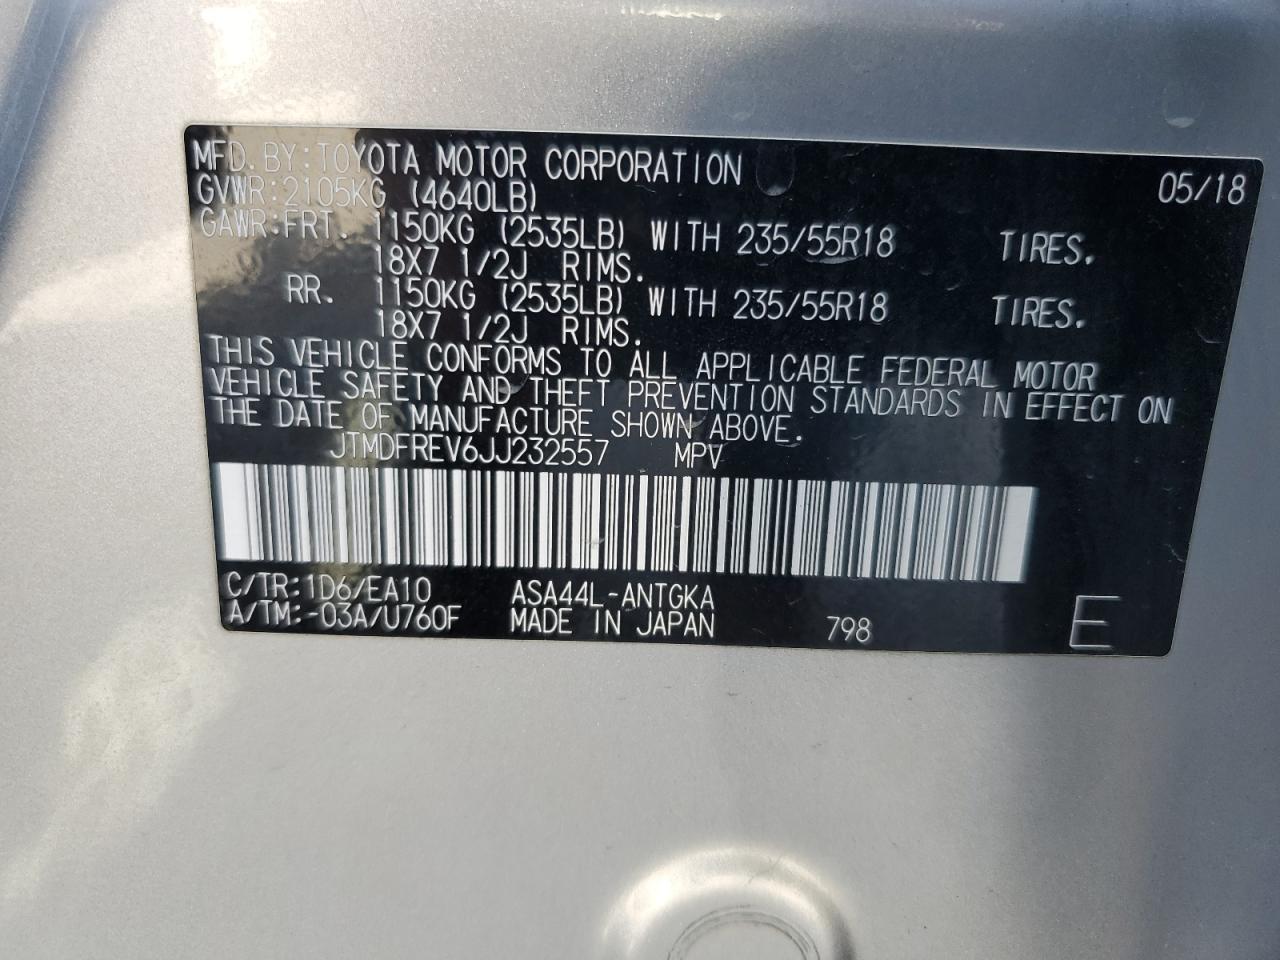 MFD. BY: TOYOTA MOTOR CORPORATION 05/18
GVWR: 2105KG (4640LB)
GAWR: FRT. 1150KG (2535LB) WITH 235/55R18 TIRES.
18X7 1/2J RIMS.
RR. 1150KG (2535LB) WITH 235/55R18 TIRES.
18X7 1/2J RIMS.
THIS VEHICLE CONFORMS TO ALL APPLICABLE FEDERAL MOTOR
VEHICLE SAFETY AND THEFT PREVENTION STANDARDS IN EFFECT ON
THE DATE OF MANUFACTURE SHOWN ABOVE.
JTMDFREV6JJ232557 MPV
C/TR: 1D6/EA10 ASA44L-ANTGKA
A/TM: -03A/U760F MADE IN JAPAN 798 E